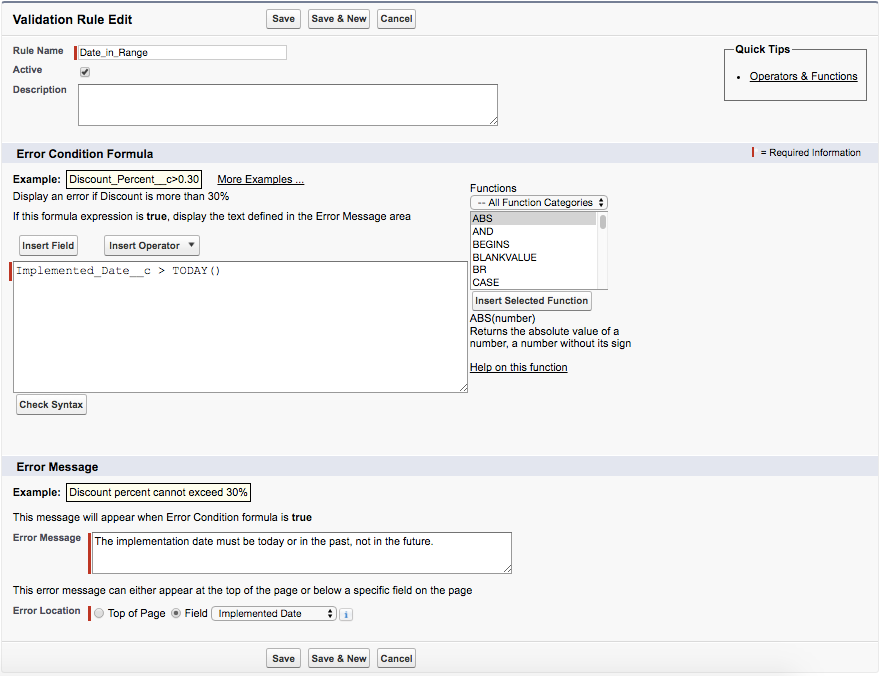 Validation Rule Edit Save Save & New Cancel
Rule Name Date_in_Range
Active
Description
Quick Tips
• Operators & Functions
Error Condition Formula = Required Information
Example: Discount_Percent__c>0.30 More Examples ...
Display an error if Discount is more than 30%
If this formula expression is true, display the text defined in the Error Message area
Insert Field Insert Operator
Implemented_Date__c > TODAY()
Check Syntax
Functions
-- All Function Categories
ABS
AND
BEGINS
BLANKVALUE
BR
CASE
Insert Selected Function
ABS(number)
Returns the absolute value of a
number, a number without its sign
Help on this function
Error Message
Example: Discount percent cannot exceed 30%
This message will appear when Error Condition formula is true
Error Message The implementation date must be today or in the past, not in the future.
This error message can either appear at the top of the page or below a specific field on the page
Error Location Top of Page Field Implemented Date i
Save Save & New Cancel